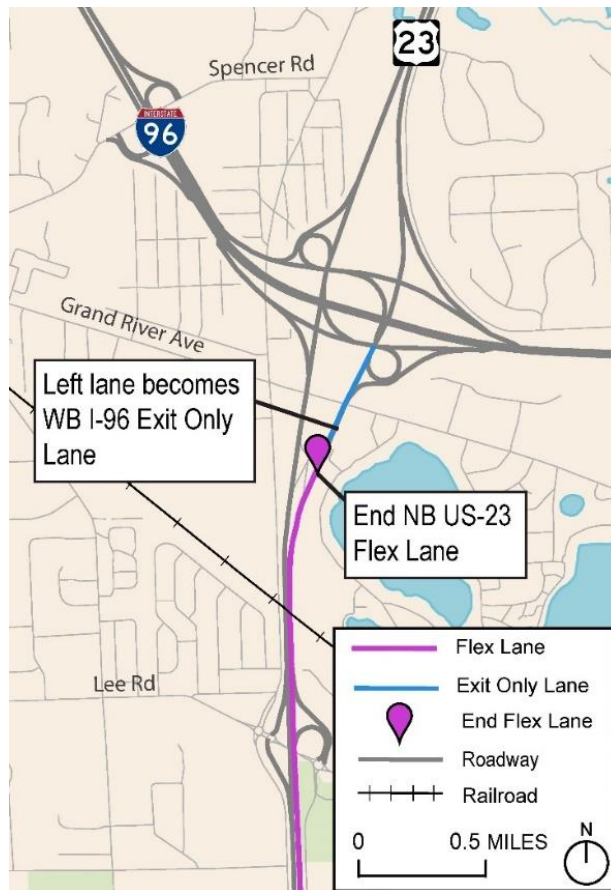 23
Spencer Rd
INTERSTATE
96
Grand River Ave
Left lane becomes
WB I-96 Exit Only
Lane
End NB US-23
Flex Lane
Lee Rd
Flex Lane
Exit Only Lane
End Flex Lane
Roadway
Railroad
0 0.5 MILES
N